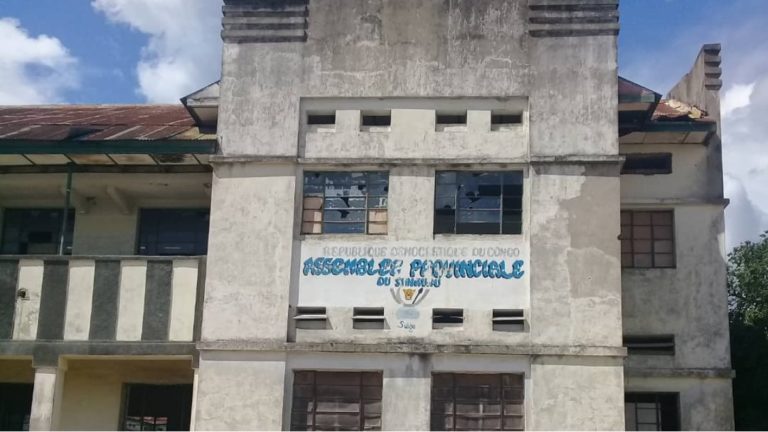 REPUBLIQUE DEMOCRATIQUE DU CONGO
ASSEMBLEE PROVINCIALE
DU SANKURU
Siège